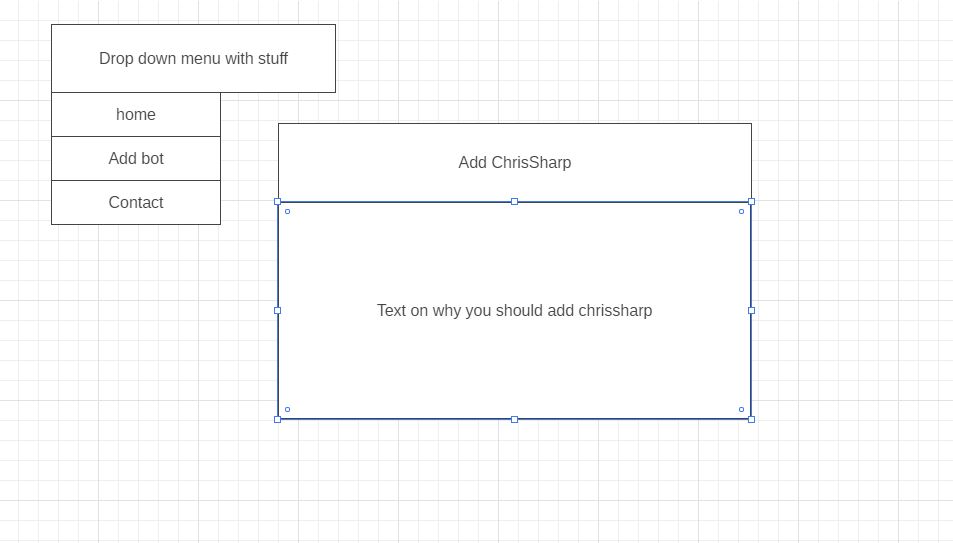 Drop down menu with stuff
home
Add bot
Contact
Add ChrisSharp
Text on why you should add chrissharp